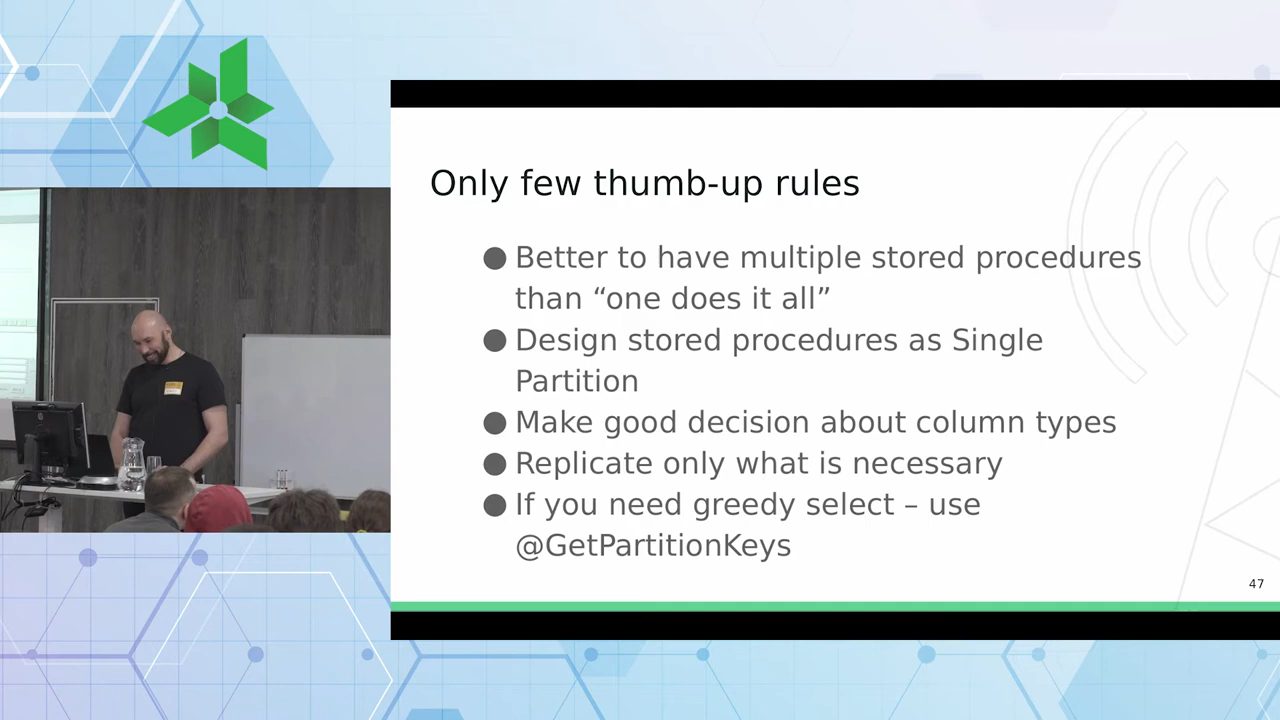 Only few thumb-up rules
● Better to have multiple stored procedures
than “one does it all”
● Design stored procedures as Single
Partition
● Make good decision about column types
● Replicate only what is necessary
● If you need greedy select – use
@GetPartitionKeys
47